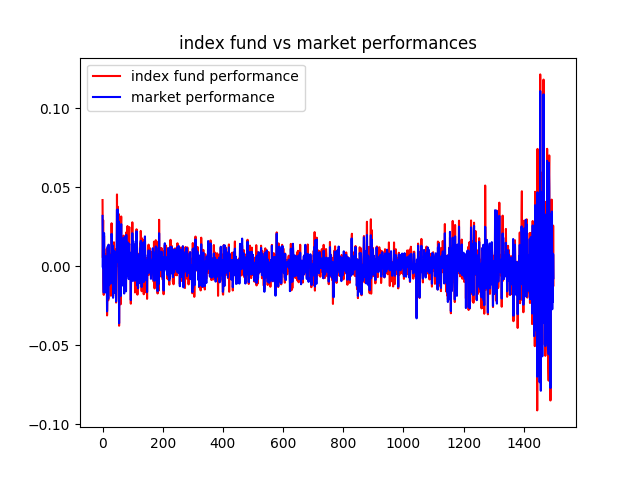 index fund vs market performances
index fund performance
market performance
0.10
0.05
0.00
−0.05
−0.10
0 200 400 600 800 1000 1200 1400